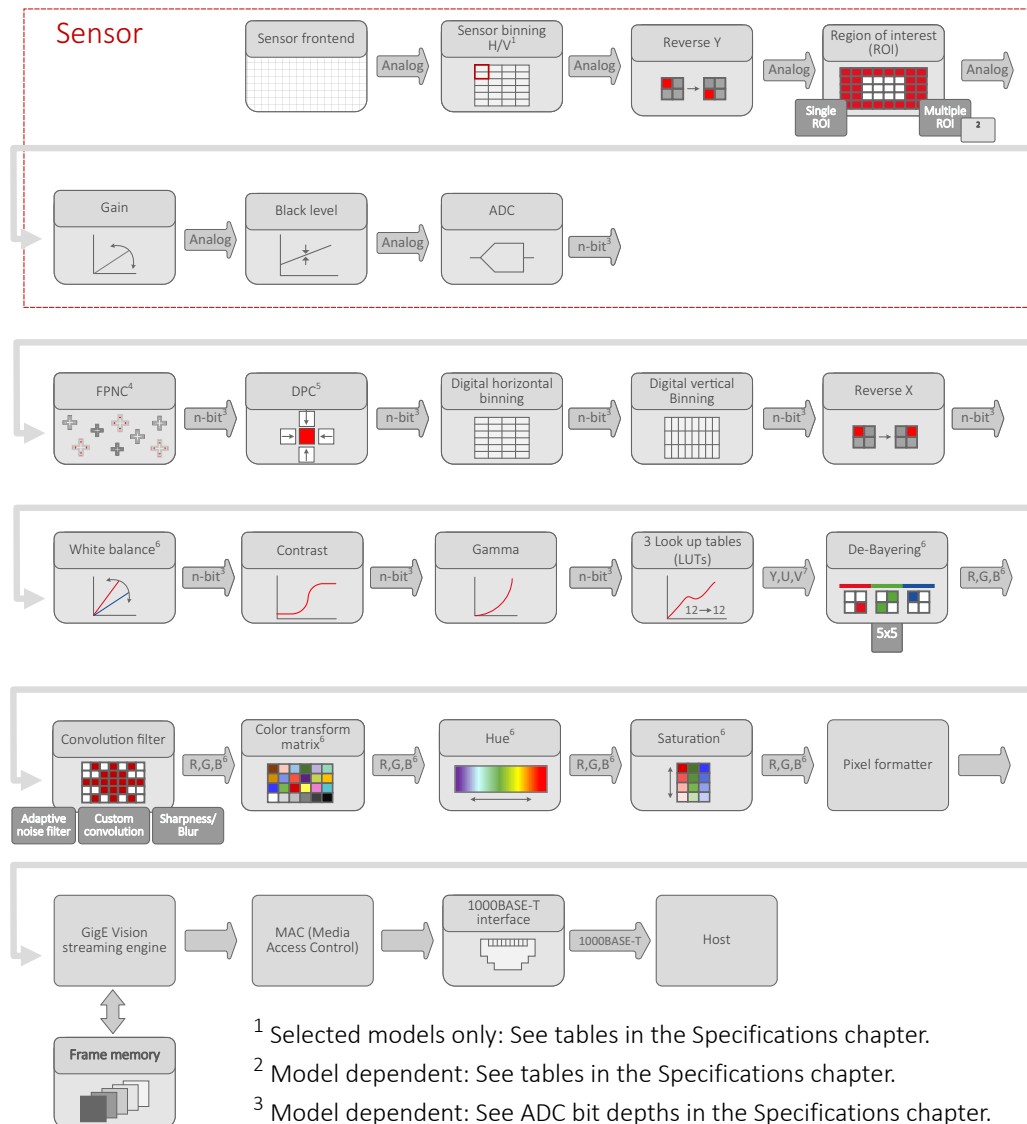 Sensor
Sensor frontend
Analog
Sensor binning
H/V¹
Analog
Reverse Y
Analog
Region of interest
(ROI)
Single
ROI
Multiple
ROI
²
Analog
Gain
Analog
Black level
Analog
ADC
n-bit³
FPNC⁴
n-bit³
DPC⁵
n-bit³
Digital horizontal
binning
n-bit³
Digital vertical
Binning
n-bit³
Reverse X
n-bit³
White balance⁶
n-bit³
Contrast
n-bit³
Gamma
n-bit³
3 Look up tables
(LUTs)
12→12
Y,U,V⁷
De-Bayering⁶
5x5
R,G,B⁶
Convolution filter
Adaptive
noise filter
Custom
convolution
Sharpness/
Blur
R,G,B⁶
Color transform
matrix⁶
R,G,B⁶
Hue⁶
R,G,B⁶
Saturation⁶
R,G,B⁶
Pixel formatter
GigE Vision
streaming engine
MAC (Media
Access Control)
1000BASE-T
interface
1000BASE-T
Host
Frame memory
¹ Selected models only: See tables in the Specifications chapter.
² Model dependent: See tables in the Specifications chapter.
³ Model dependent: See ADC bit depths in the Specifications chapter.